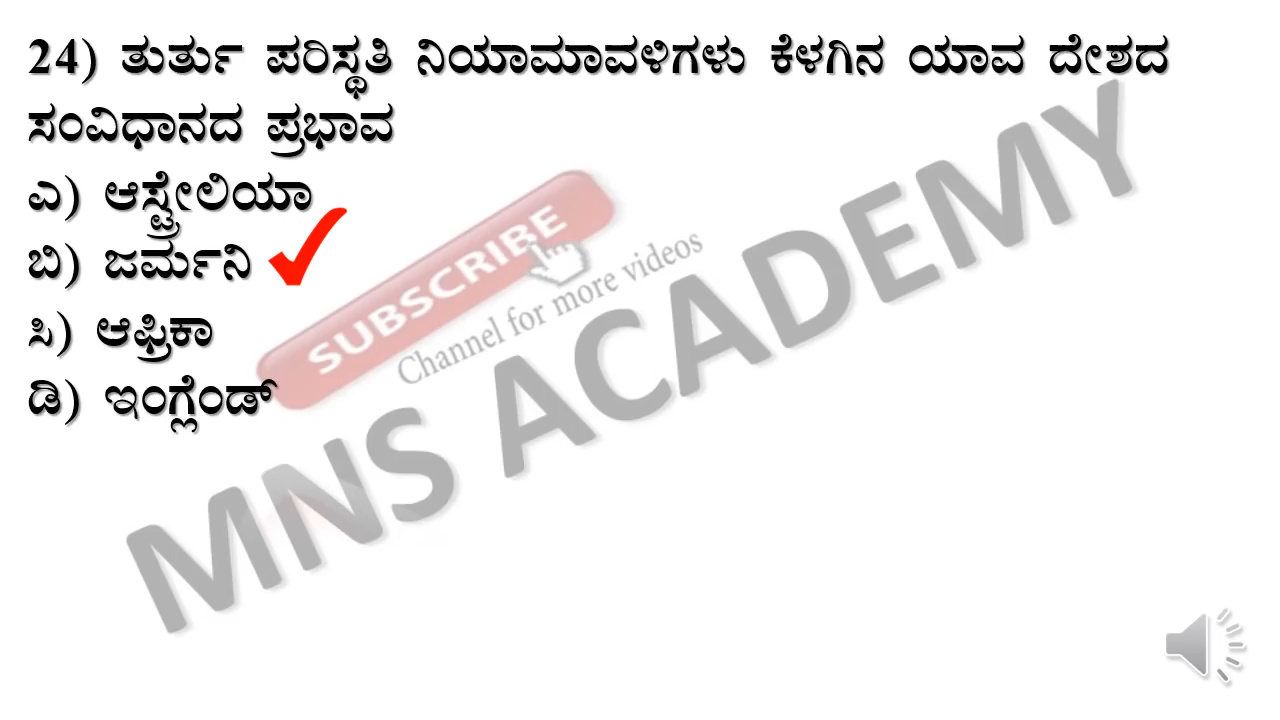 24) ತುರ್ತು ಪರಿಸ್ಥತಿ ನಿಯಾಮಾವಳಿಗಳು ಕೆಳಗಿನ ಯಾವ ದೇಶದ
ಸಂವಿಧಾನದ ಪ್ರಭಾವ
ಎ) ಆಸ್ಟ್ರೇಲಿಯಾ
ಬಿ) ಜರ್ಮನಿ
ಸಿ) ಆಫ್ರಿಕಾ
ಡಿ) ಇಂಗ್ಲೆಂಡ್
SUBSCRIBE
Channel for more videos
MNS ACADEMY